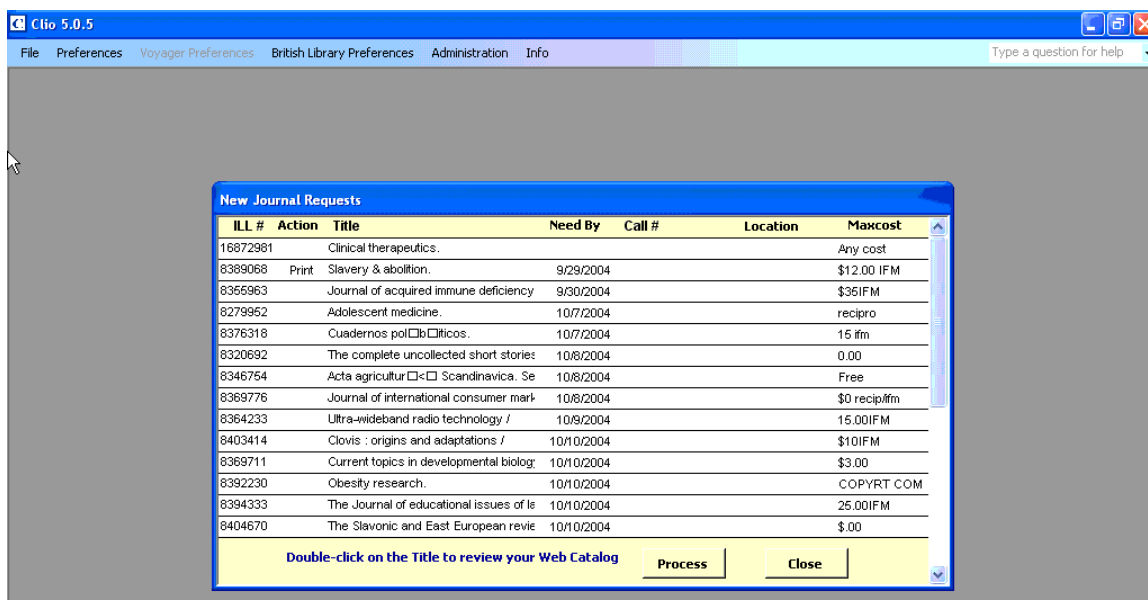 Clio 5.0.5
File Preferences Voyager Preferences British Library Preferences Administration Info Type a question for help
New Journal Requests
ILL # Action Title Need By Call # Location Maxcost
16872981 Clinical therapeutics. Any cost
8389068 Print Slavery & abolition. 9/29/2004 $12.00 IFM
8355963 Journal of acquired immune deficiency 9/30/2004 $35IFM
8279952 Adolescent medicine. 10/7/2004 recipro
8376318 Cuadernos pol□b□íticos. 10/7/2004 15 ifm
8320692 The complete uncollected short stories 10/8/2004 0.00
8346754 Acta agricultur□<□ Scandinavica. Se 10/8/2004 Free
8369776 Journal of international consumer mark 10/8/2004 $0 recip/ifm
8364233 Ultra-wideband radio technology / 10/9/2004 15.00IFM
8403414 Clovis : origins and adaptations / 10/10/2004 $10IFM
8369711 Current topics in developmental biolog 10/10/2004 $3.00
8392230 Obesity research. 10/10/2004 COPYRT COM
8394333 The Journal of educational issues of la 10/10/2004 25.00IFM
8404670 The Slavonic and East European revie 10/10/2004 $.00
Double-click on the Title to review your Web Catalog Process Close